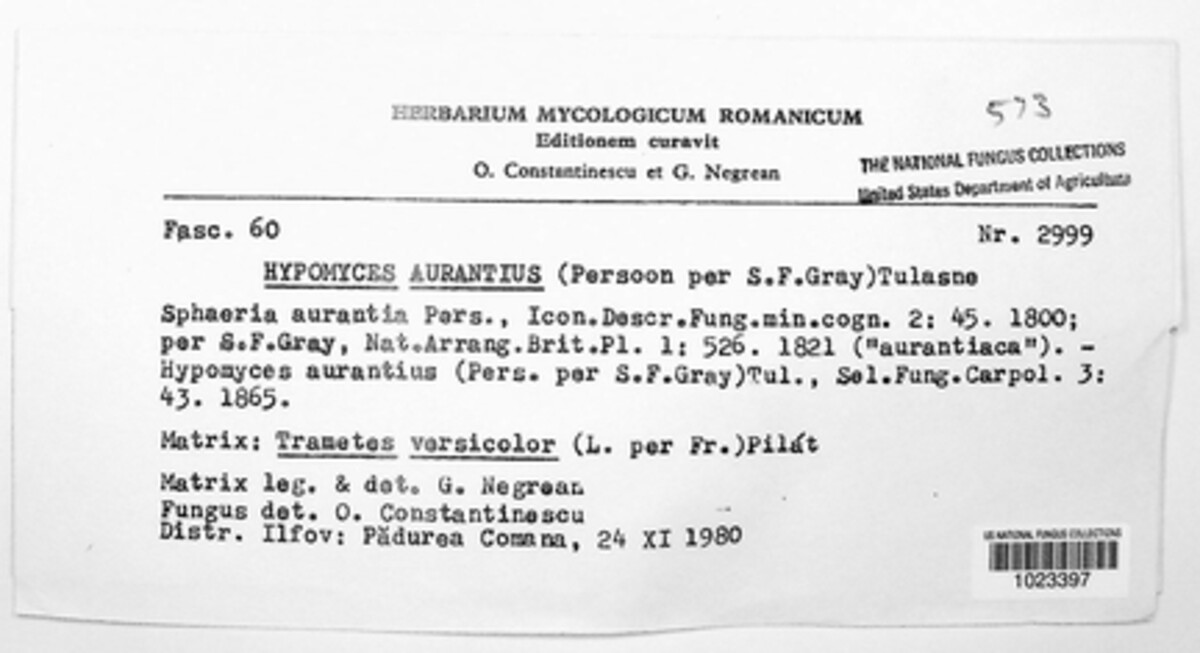 573
HERBARIUM MYCOLOGICUM ROMANICUM
Editionem curavit
O. Constantinescu et G. Negrean
THE NATIONAL FUNGUS COLLECTIONS
United States Department of Agriculture
Fasc. 60
Nr. 2999
HYPOMYCES AURANTIUS (Persoon per S.F.Gray)Tulasne
Sphaeria aurantia Pers., Icon.Descr.Fung.min.cogn. 2: 45. 1800;
per S.F.Gray, Nat.Arrang.Brit.Pl. 1: 526. 1821 ("aurantiaca"). -
Hypomyces aurantius (Pers. per S.F.Gray)Tul., Sel.Fung.Carpol. 3:
43. 1865.
Matrix: Trametes versicolor (L. per Fr.)Pilát
Matrix leg. & det. G. Negrean
Fungus det. O. Constantinescu
Distr. Ilfov: Pădurea Comana, 24 XI 1980
US NATIONAL FUNGUS COLLECTIONS
1023397